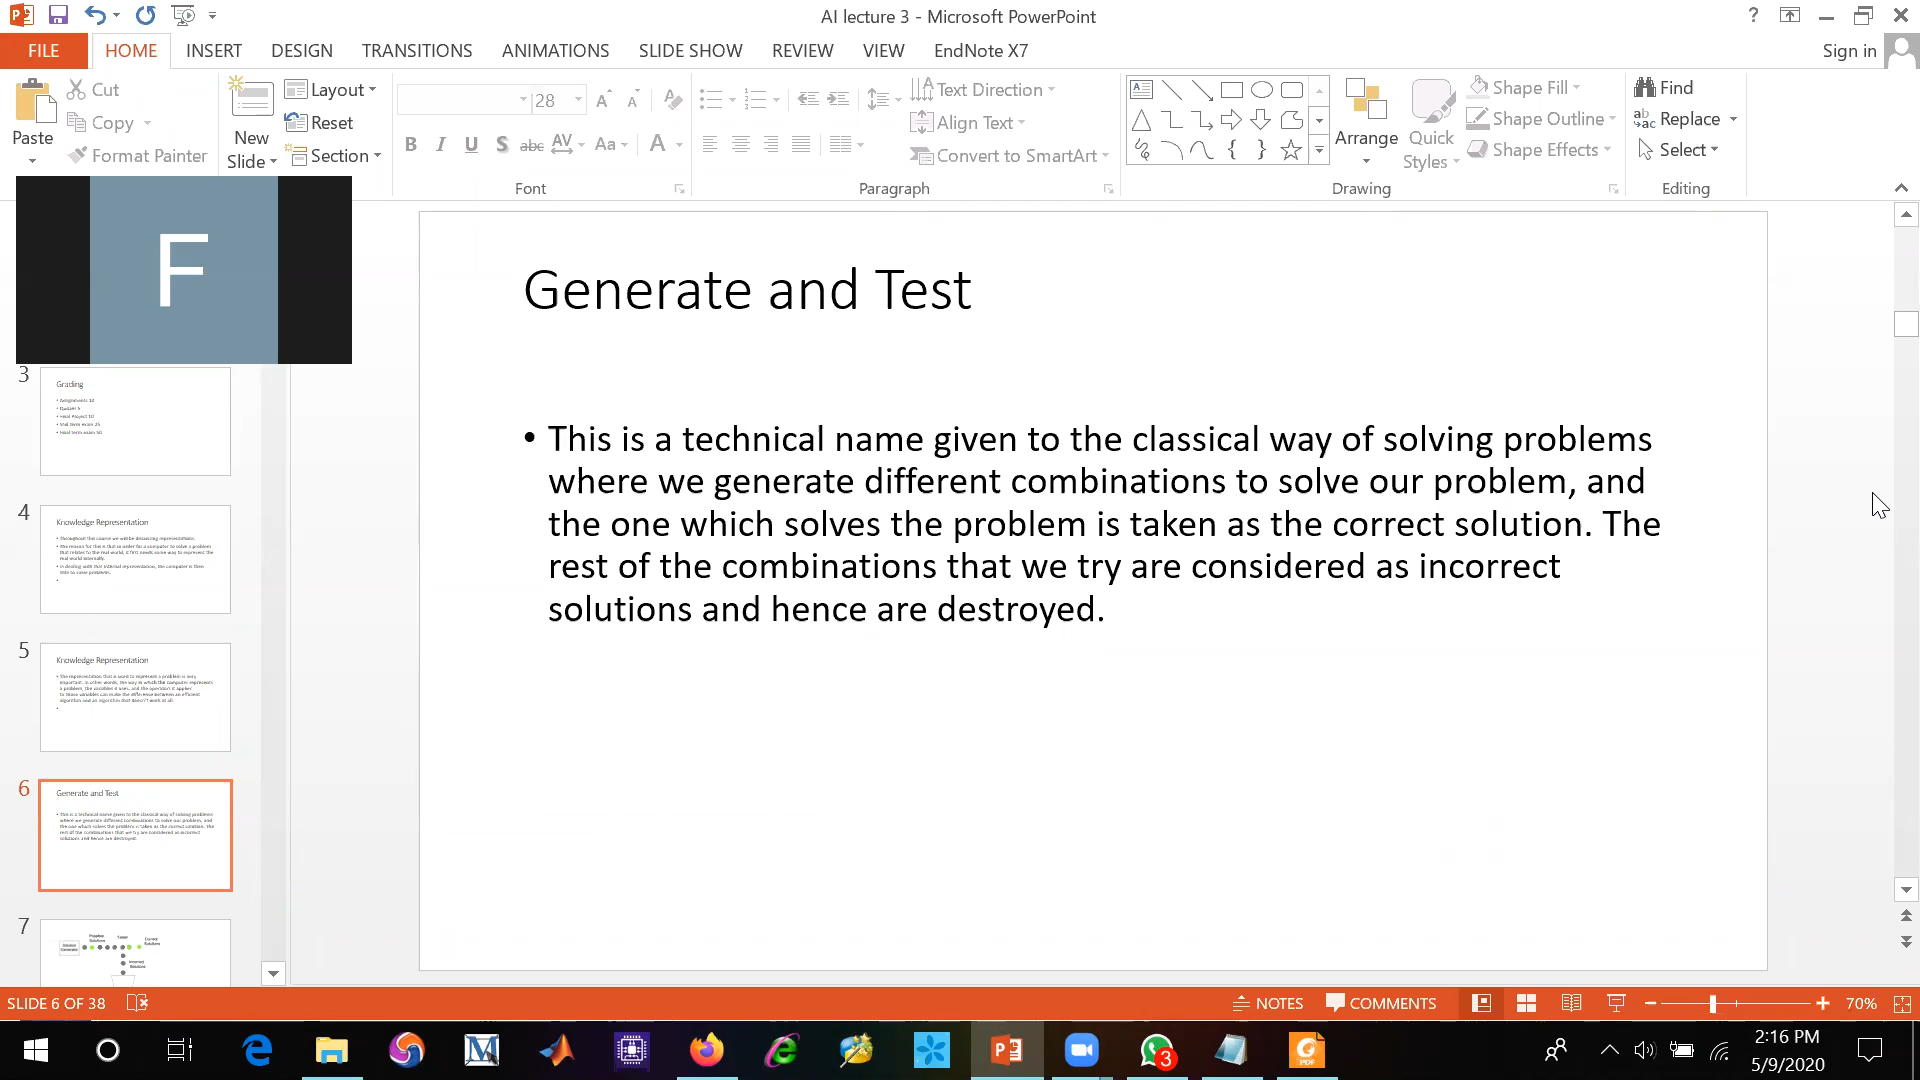 AI lecture 3 - Microsoft PowerPoint
?
FILE HOME INSERT DESIGN TRANSITIONS ANIMATIONS SLIDE SHOW REVIEW VIEW EndNote X7 Sign in
Paste
Cut
Copy
Format Painter
New
Slide
Layout
Reset
Section
28
B I U S abc AV Aa A
Font
Text Direction
Align Text
Convert to SmartArt
Paragraph
Arrange
Quick
Styles
Shape Fill
Shape Outline
Shape Effects
Drawing
Find
Replace
Select
Editing
F
3
Grading
4
Knowledge Representation
5
Knowledge Representation
6
Generate and Test
7
Generate and Test
• This is a technical name given to the classical way of solving problems
where we generate different combinations to solve our problem, and
the one which solves the problem is taken as the correct solution. The
rest of the combinations that we try are considered as incorrect
solutions and hence are destroyed.
SLIDE 6 OF 38
NOTES
COMMENTS
70%
3
2:16 PM
5/9/2020